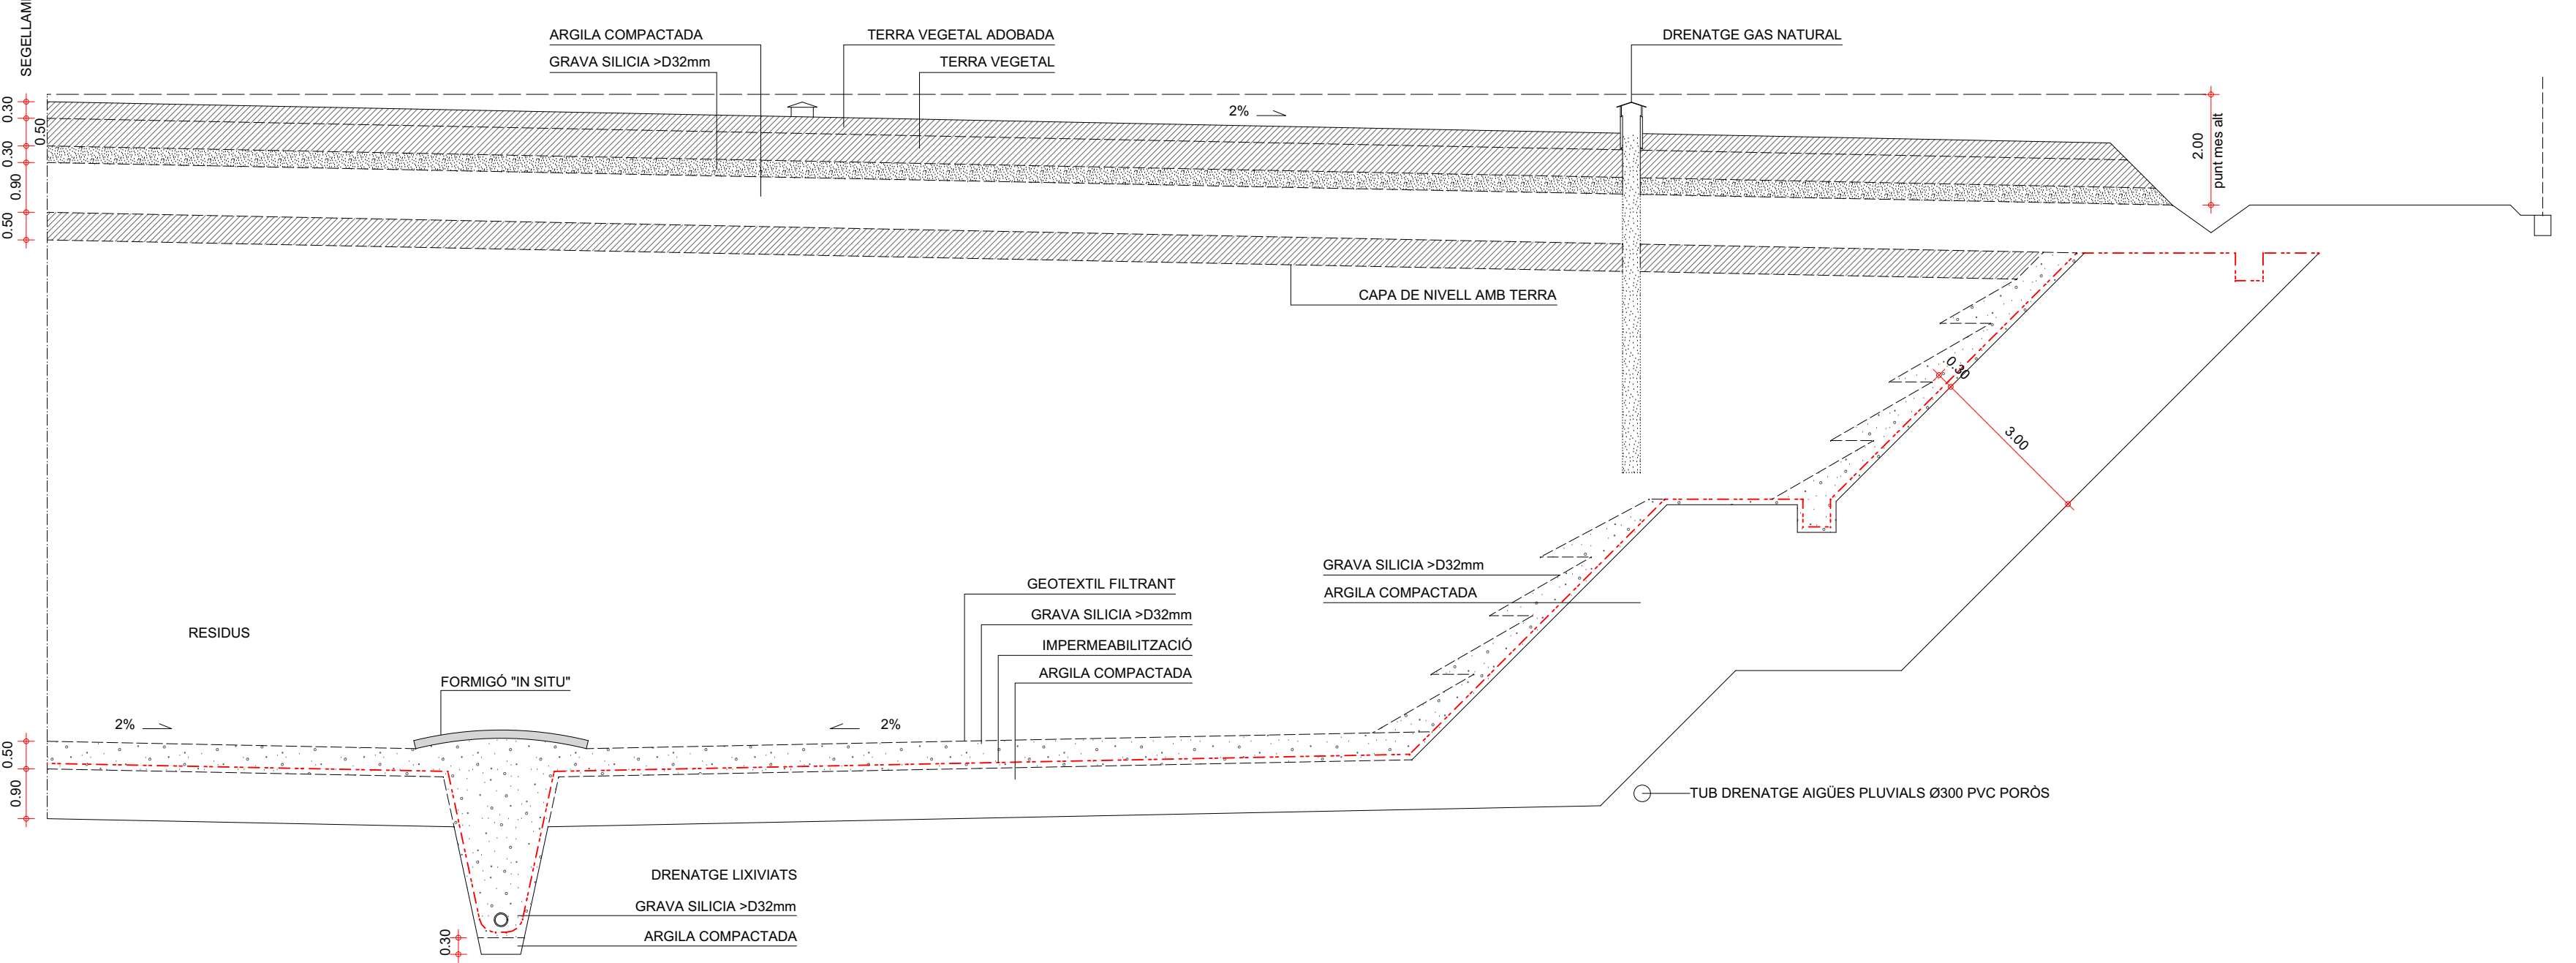 ARGILA COMPACTADA
GRAVA SILICIA >D32mm
TERRA VEGETAL ADOBADA
TERRA VEGETAL
DRENATGE GAS NATURAL
0.30
0.50
0.30
0.90
0.50
2%
2.00
punt mes alt
CAPA DE NIVELL AMB TERRA
0.30
3.00
GRAVA SILICIA >D32mm
ARGILA COMPACTADA
GEOTEXTIL FILTRANT
GRAVA SILICIA >D32mm
IMPERMEABILITZACIÓ
ARGILA COMPACTADA
RESIDUS
FORMIGÓ "IN SITU"
2%
2%
0.50
0.90
TUB DRENATGE AIGÜES PLUVIALS Ø300 PVC PORÒS
DRENATGE LIXIVIATS
GRAVA SILICIA >D32mm
ARGILA COMPACTADA
0.30